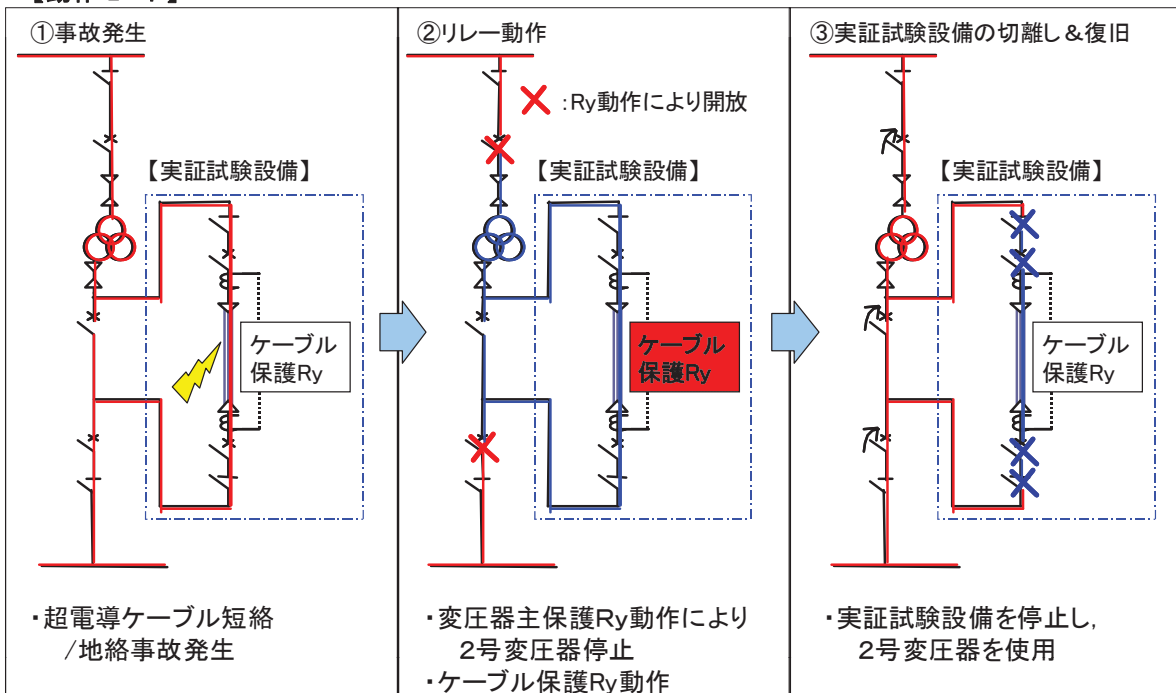 ①事故発生
【実証試験設備】
ケーブル
保護Ry
・超電導ケーブル短絡
/地絡事故発生
②リレー動作
:Ry動作により開放
【実証試験設備】
ケーブル
保護Ry
・変圧器主保護Ry動作により
2号変圧器停止
・ケーブル保護Ry動作
③実証試験設備の切離し&復旧
【実証試験設備】
ケーブル
保護Ry
・実証試験設備を停止し,
2号変圧器を使用